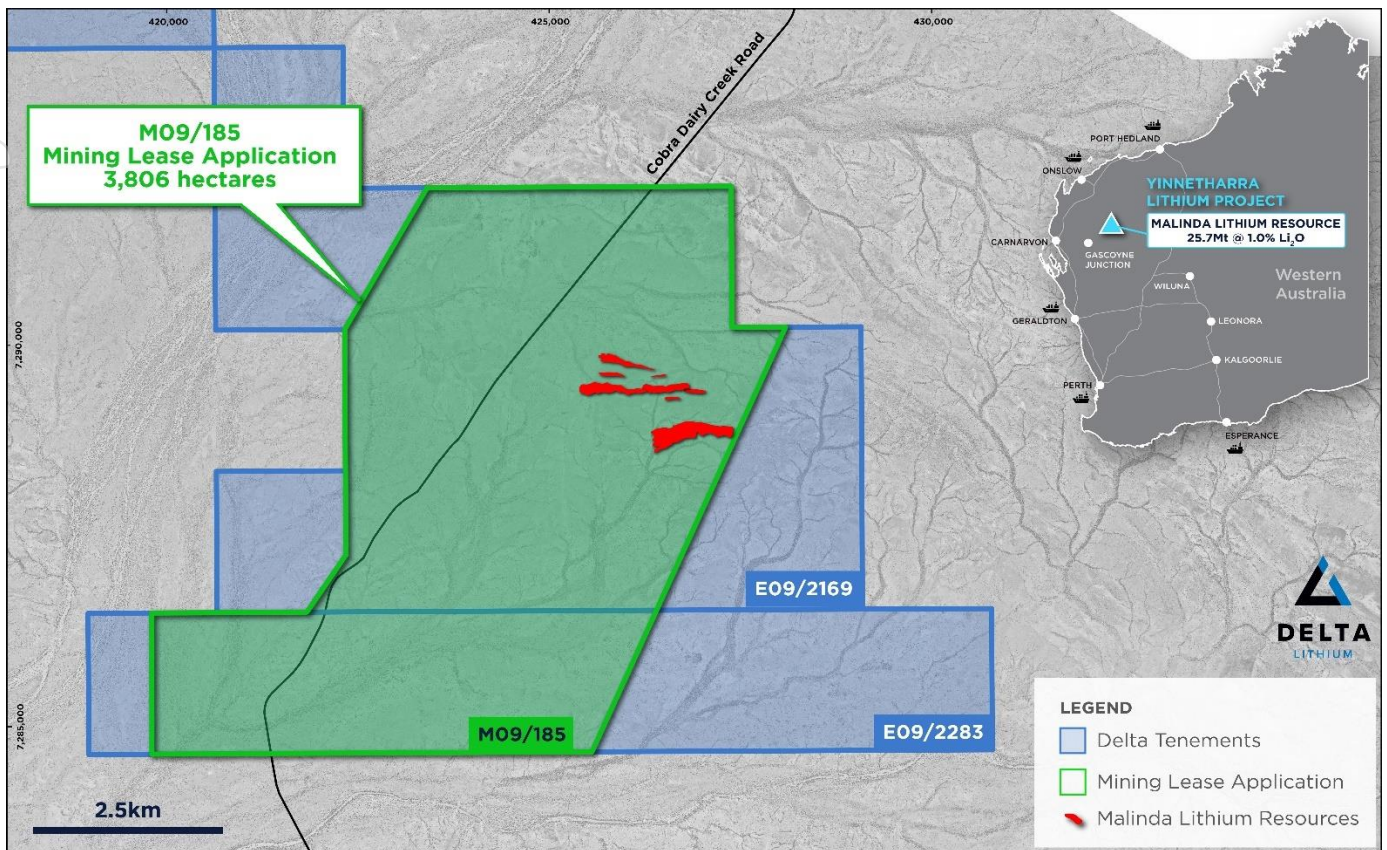 420,000
425,000
430,000
M09/185
Mining Lease Application
3,806 hectares
Cobra Dairy Creek Road
7,290,000
7,285,000
E09/2169
E09/2283
M09/185
2.5km
PORT HEDLAND
ONSLOW
YINNETHARRA
LITHIUM PROJECT
MALINDA LITHIUM RESOURCE
25.7Mt @ 1.0% Li₂O
CARNARVON
GASCOYNE
JUNCTION
WILUNA
Western
Australia
GERALDTON
LEONORA
KALGOORLIE
PERTH
ESPERANCE
DELTA
LITHIUM
LEGEND
Delta Tenements
Mining Lease Application
Malinda Lithium Resources